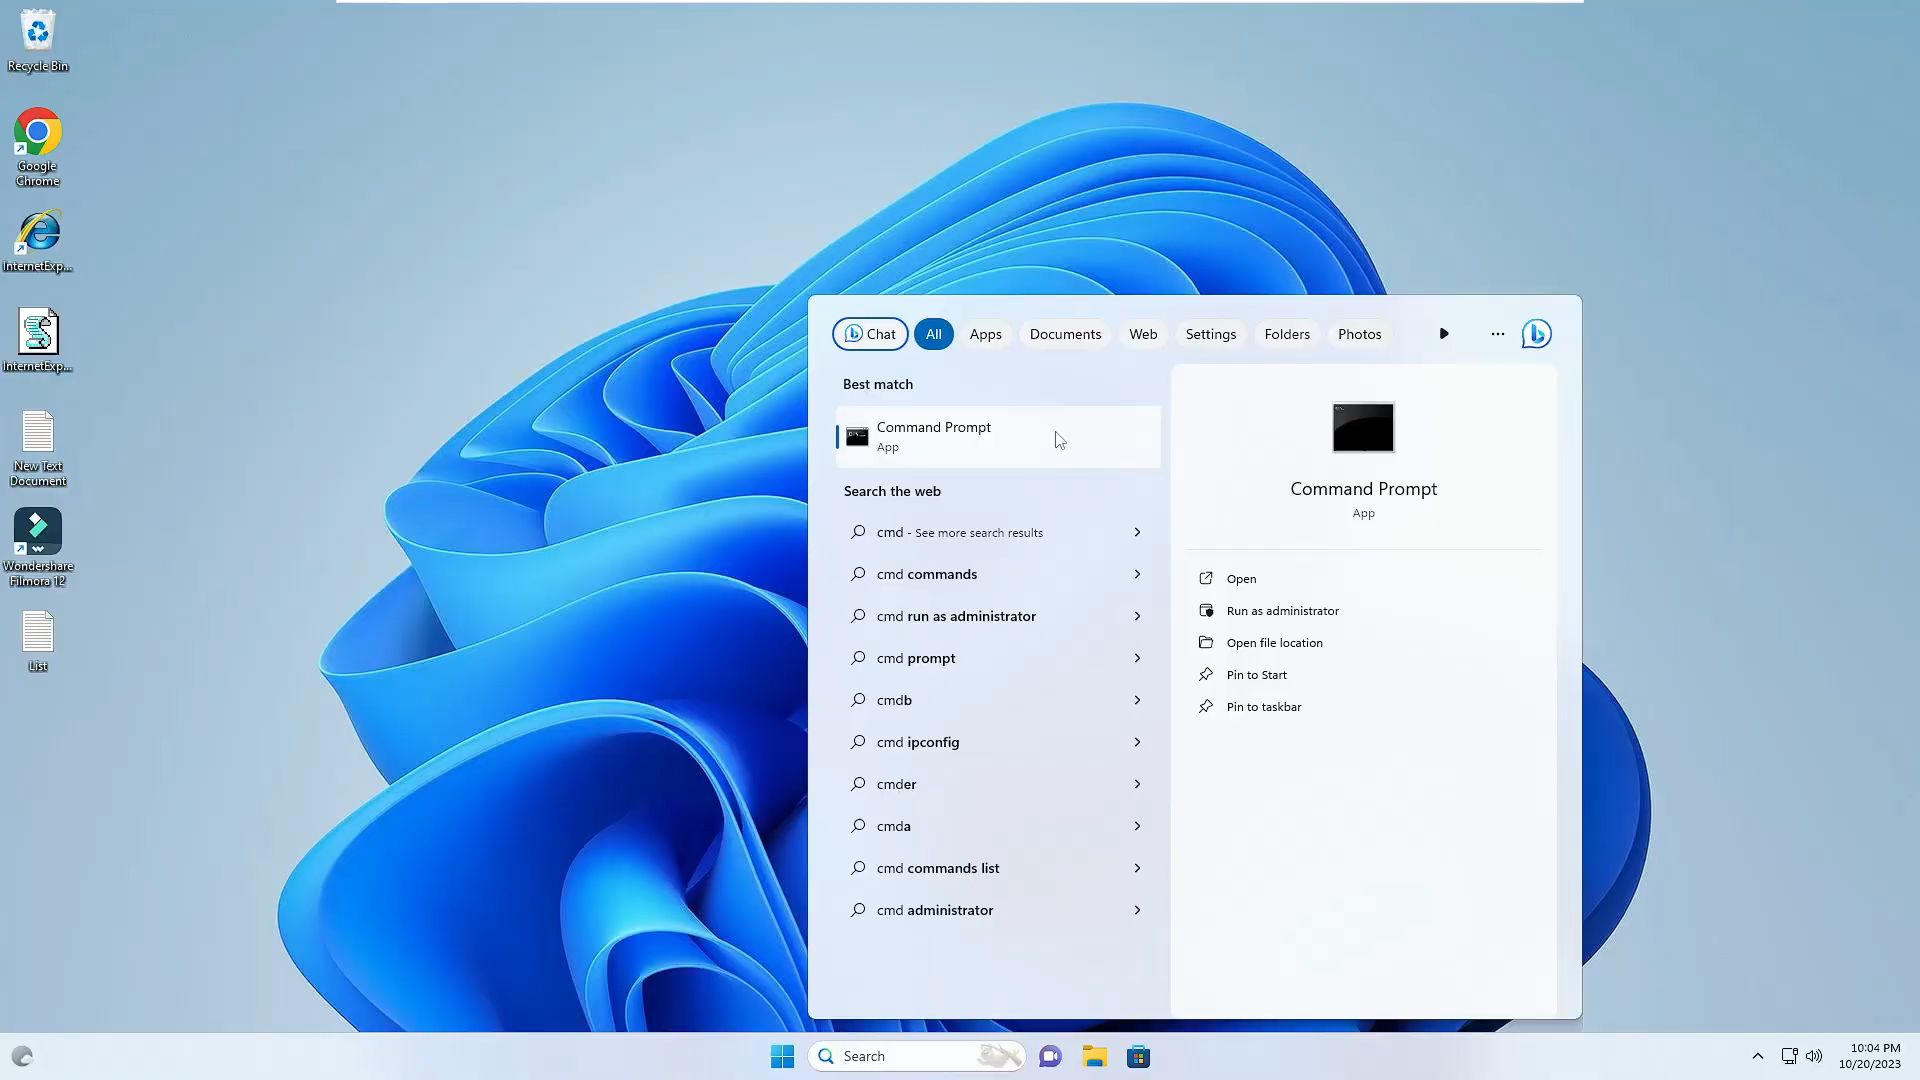 Recycle Bin
Google
Chrome
InternetExp...
InternetExp...
New Text
Document
Wondershare
Filmora 12
List
Chat
All
Apps
Documents
Web
Settings
Folders
Photos
Best match
Command Prompt
App
Search the web
cmd - See more search results
cmd commands
cmd run as administrator
cmd prompt
cmdb
cmd ipconfig
cmder
cmda
cmd commands list
cmd administrator
Command Prompt
App
Open
Run as administrator
Open file location
Pin to Start
Pin to taskbar
Search
10:04 PM
10/20/2023